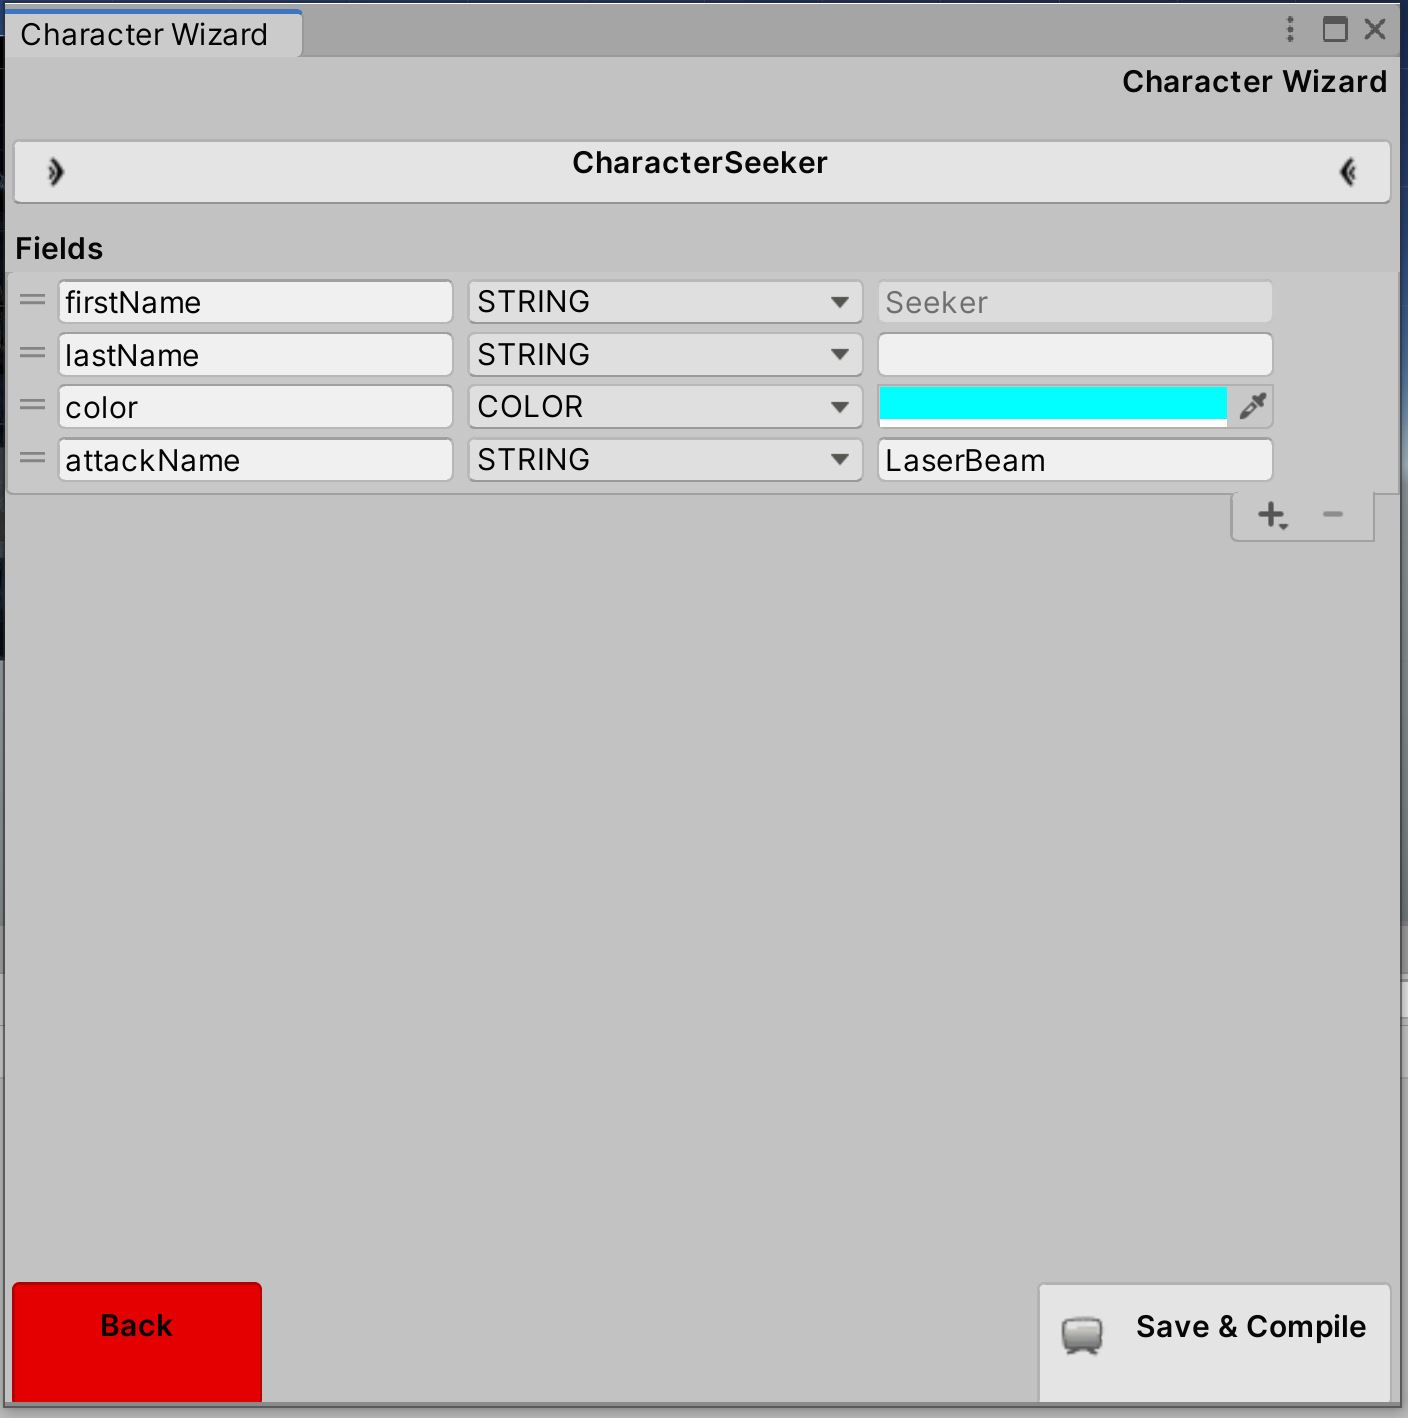 Character Wizard
Character Wizard
CharacterSeeker
Fields
firstName STRING Seeker
lastName STRING
color COLOR
attackName STRING LaserBeam
Back Save & Compile